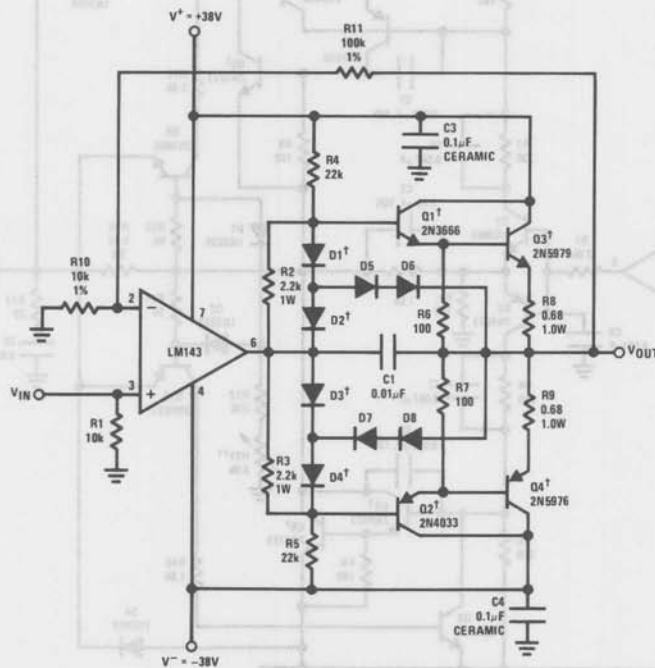 V+ = +38V
R11
100k
1%
C3
0.1µF
CERAMIC
R4
22k
Q1†
2N3666
Q3†
2N5979
D1†
D5
D6
R10
10k
1%
R2
2.2k
1W
R8
0.68
1.0W
R6
100
2
7
D2†
LM143
6
VOUT
3
4
VIN
C1
0.01µF
R7
100
R1
10k
D3†
R9
0.68
1.0W
D7
D8
R3
2.2k
1W
D4†
Q4†
2N5976
Q2†
2N4033
R5
22k
C4
0.1µF
CERAMIC
V− = −38V